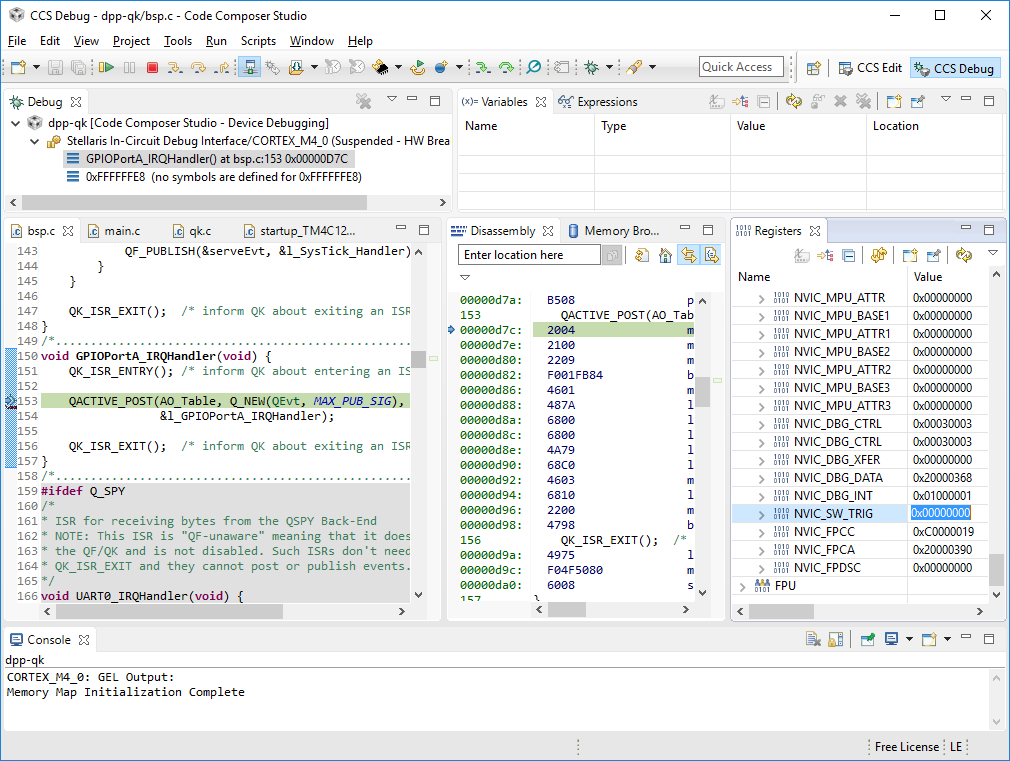 CCS Debug - dpp-qk/bsp.c - Code Composer Studio
File Edit View Project Tools Run Scripts Window Help
Quick Access
CCS Edit
CCS Debug
Debug
dpp-qk [Code Composer Studio - Device Debugging]
Stellaris In-Circuit Debug Interface/CORTEX_M4_0 (Suspended - HW Brea
GPIOPortA_IRQHandler() at bsp.c:153 0x00000D7C
0xFFFFFFE8 (no symbols are defined for 0xFFFFFFE8)
(x)= Variables
Expressions
Name Type Value Location
bsp.c main.c qk.c startup_TM4C12...
143 QF_PUBLISH(&serveEvt, &l_SysTick_Handler)
144 }
145 }
146
147 QK_ISR_EXIT(); /* inform QK about exiting an ISR
148 }
149 /*......................................................
150 void GPIOPortA_IRQHandler(void) {
151 QK_ISR_ENTRY(); /* inform QK about entering an IS
152
153 QACTIVE_POST(AO_Table, Q_NEW(QEvt, MAX_PUB_SIG),
154 &l_GPIOPortA_IRQHandler);
155
156 QK_ISR_EXIT(); /* inform QK about exiting an ISR
157 }
158 /*......................................................
159 #ifdef Q_SPY
160 /*
161 * ISR for receiving bytes from the QSPY Back-End
162 * NOTE: This ISR is "QF-unaware" meaning that it does
163 * the QF/QK and is not disabled. Such ISRs don't need
164 * QK_ISR_EXIT and they cannot post or publish events.
165 */
166 void UART0_IRQHandler(void) {
Disassembly
Memory Bro...
Enter location here
00000d7a: B508 p
153 QACTIVE_POST(AO_Tab
00000d7c: 2004 m
00000d7e: 2100 m
00000d80: 2209 m
00000d82: F001FB84 b
00000d86: 4601 m
00000d88: 487A l
00000d8a: 6800 l
00000d8c: 6800 l
00000d8e: 4A79 l
00000d90: 68C0 l
00000d92: 4603 m
00000d94: 6810 l
00000d96: 2200 m
00000d98: 4798 b
156 QK_ISR_EXIT(); /*
00000d9a: 4975 l
00000d9c: F04F5080 m
00000da0: 6008 s
157 }
Registers
Name Value
NVIC_MPU_ATTR 0x00000000
NVIC_MPU_BASE1 0x00000000
NVIC_MPU_ATTR1 0x00000000
NVIC_MPU_BASE2 0x00000000
NVIC_MPU_ATTR2 0x00000000
NVIC_MPU_BASE3 0x00000000
NVIC_MPU_ATTR3 0x00000000
NVIC_DBG_CTRL 0x00030003
NVIC_DBG_CTRL 0x00030003
NVIC_DBG_XFER 0x00000000
NVIC_DBG_DATA 0x20000368
NVIC_DBG_INT 0x01000001
NVIC_SW_TRIG 0x00000000
NVIC_FPCC 0xC0000019
NVIC_FPCA 0x20000390
NVIC_FPDSC 0x00000000
FPU
Console
dpp-qk
CORTEX_M4_0: GEL Output:
Memory Map Initialization Complete
Free License LE